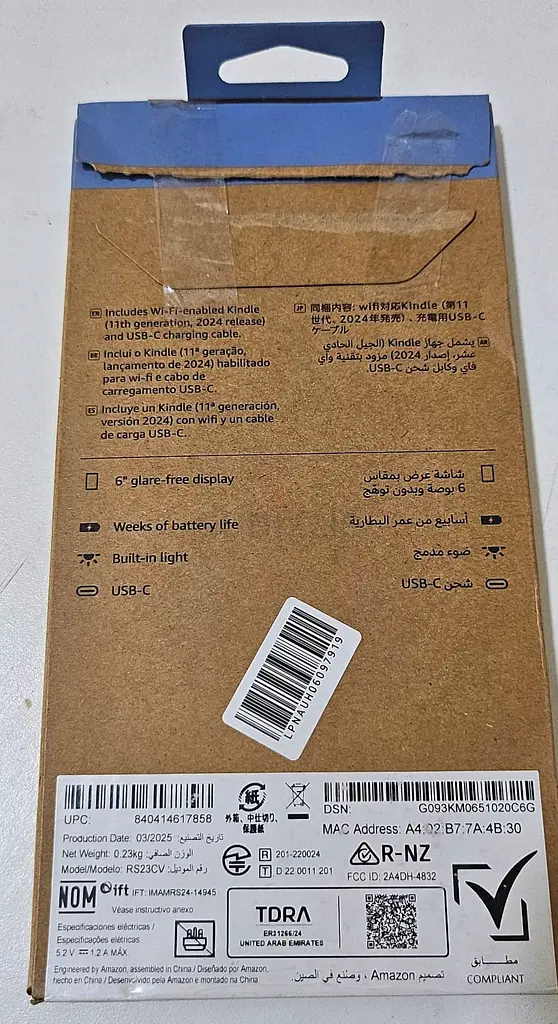 EN Includes Wi-Fi-enabled Kindle
(11th generation, 2024 release)
and USB-C charging cable.
BR Inclui o Kindle (11ª geração,
lançamento de 2024) habilitado
para wi-fi e cabo de
carregamento USB-C.
ES Incluye un Kindle (11ª generación,
versión 2024) con wifi y un cable
de carga USB-C.
JP 同梱内容: wifi対応Kindle (第11
世代、2024年発売) 、充電用USB-C
ケーブル
AR يشمل جهاز Kindle (الجيل الحادي
عشر، إصدار 2024) مزود بتقنية واي
فاي وكابل شحن USB-C.
6" glare-free display
شاشة عرض بمقاس
6 بوصة وبدون توهّج
Weeks of battery life
أسابيع من عمر البطارية
Built-in light
ضوء مدمج
USB-C
شحن USB-C
LPNAUH06097919
UPC: 840414617858
Production Date: 03/2025 تاريخ التصنيع:
Net Weight: 0.23kg الوزن الصافي:
Model/Modelo: RS23CV رقم الموديل:
NOM ift IFT: IMAMRS24-14945
Véase instructivo anexo
Especificaciones eléctricas /
Especificações elétricas
5.2 V 1.2 A MÁX.
Engineered by Amazon, assembled in China / Diseñado por Amazon,
hecho en China / Desenvolvido pela Amazon e montado na China
紙
外箱、中仕切り、
保護紙
R 201-220024
T D 22 0011 201
DSN: G093KM0651020C6G
MAC Address: A4:02:B7:7A:4B:30
R-NZ
FCC ID: 2A4DH-4832
TDRA
ER31266/24
UNITED ARAB EMIRATES
مطابق
COMPLIANT
تصميم Amazon ، وصنع في الصين.